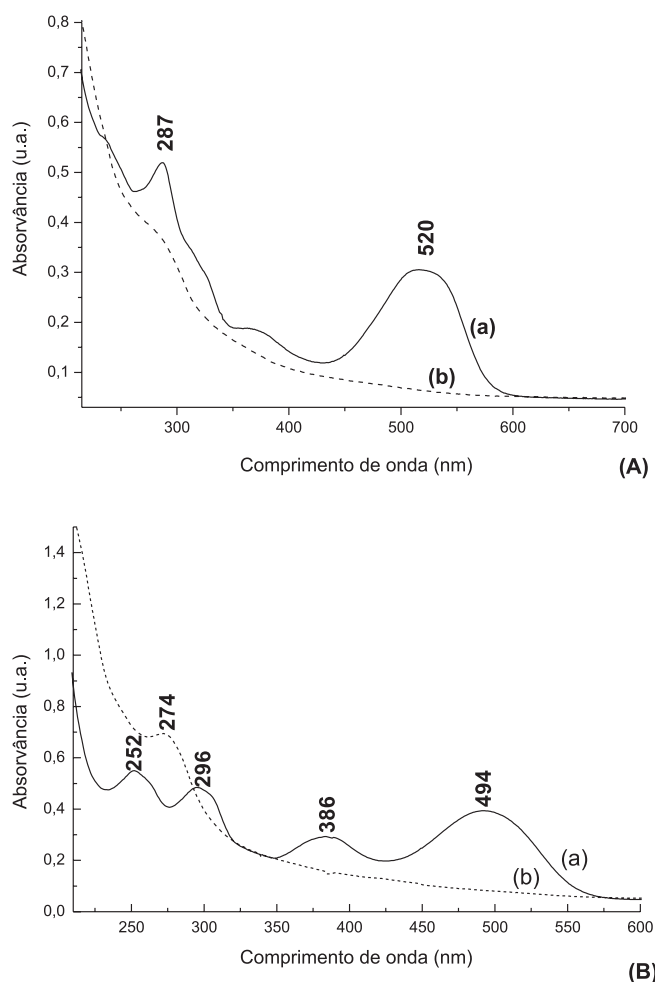 0,8
0,7
0,6
0,5
0,4
0,3
0,2
0,1
Absorvância (u.a.)
287
520
(a)
(b)
300 400 500 600 700
Comprimento de onda (nm)
(A)
1,4
1,2
1,0
0,8
0,6
0,4
0,2
0,0
Absorvância (u.a.)
252
274
296
386
494
(a)
(b)
250 300 350 400 450 500 550 600
Comprimento de onda (nm)
(B)